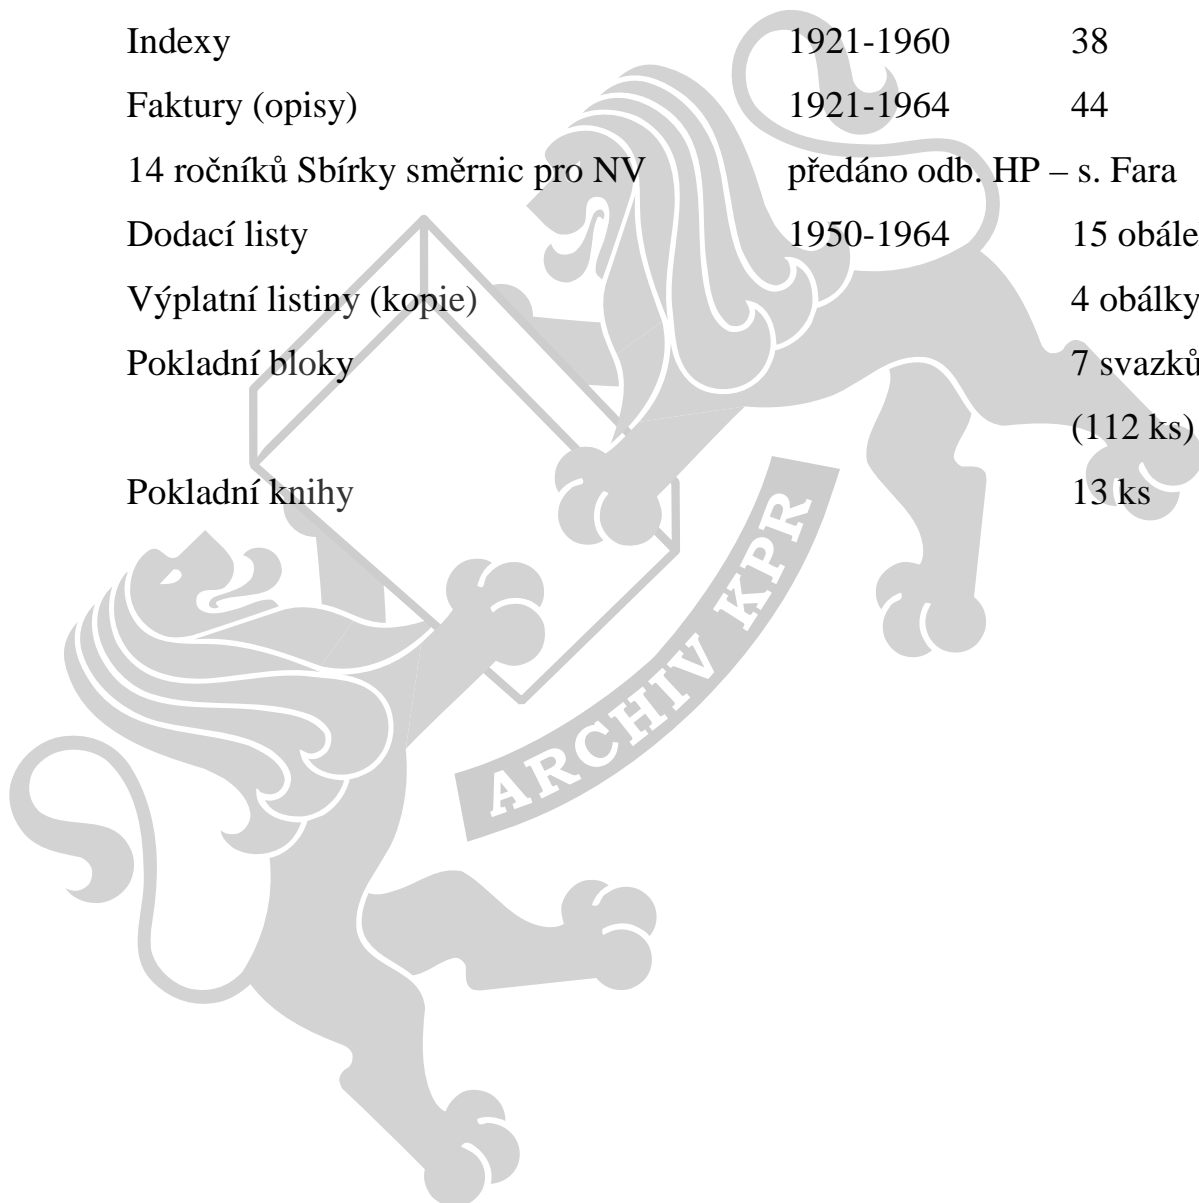 Indexy 1921-1960 38
Faktury (opisy) 1921-1964 44
14 ročníků Sbírky směrnic pro NV předáno odb. HP – s. Fara
Dodací listy 1950-1964 15 obále
Výplatní listiny (kopie) 4 obálky
Pokladní bloky 7 svazků
(112 ks)
Pokladní knihy 13 ks
ARCHIV KPR